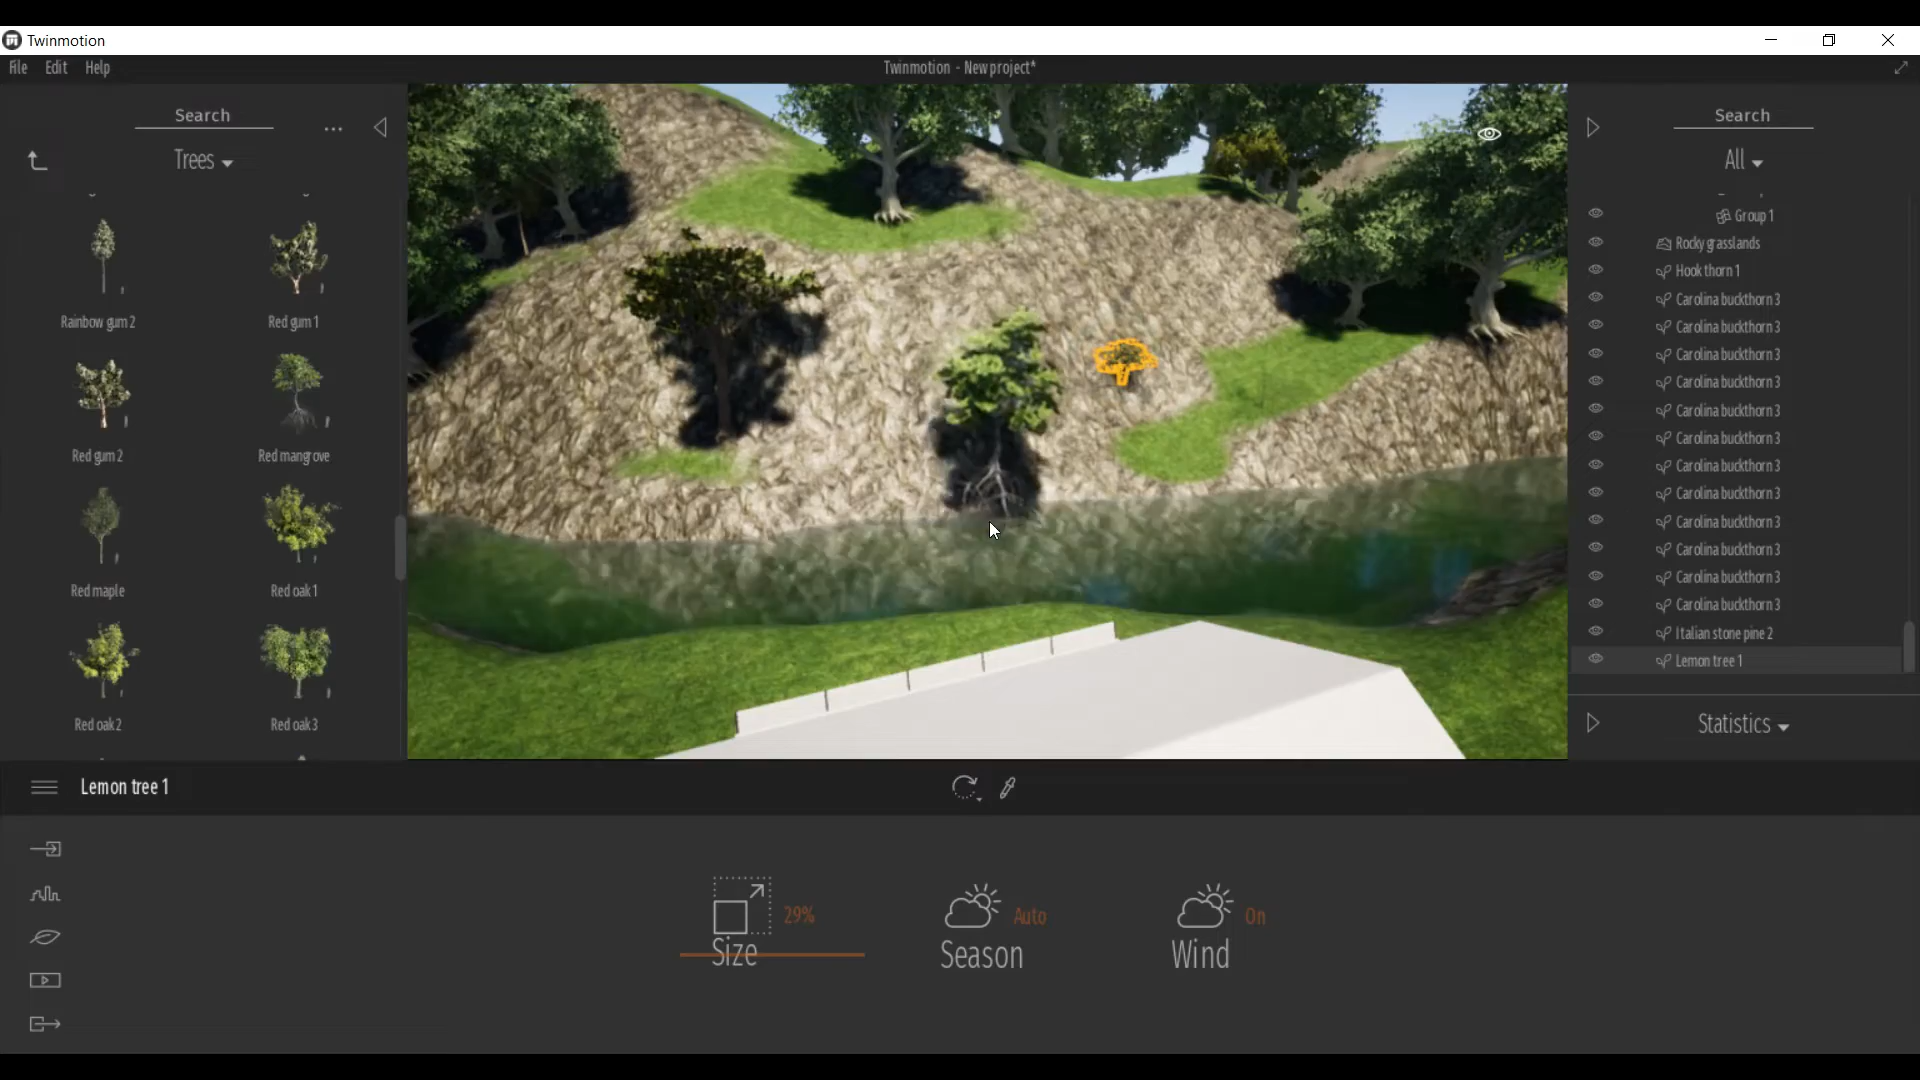 Twinmotion
File Edit Help
Twinmotion - New project*
Search
Trees
Rainbow gum 2
Red gum 1
Red gum 2
Red mangrove
Red maple
Red oak 1
Red oak 2
Red oak 3
Search
All
Group 1
Rocky grasslands
Hook thorn 1
Carolina buckthorn 3
Carolina buckthorn 3
Carolina buckthorn 3
Carolina buckthorn 3
Carolina buckthorn 3
Carolina buckthorn 3
Carolina buckthorn 3
Carolina buckthorn 3
Carolina buckthorn 3
Carolina buckthorn 3
Carolina buckthorn 3
Carolina buckthorn 3
Italian stone pine 2
Lemon tree 1
Statistics
Lemon tree 1
29%
Size
Auto
Season
On
Wind